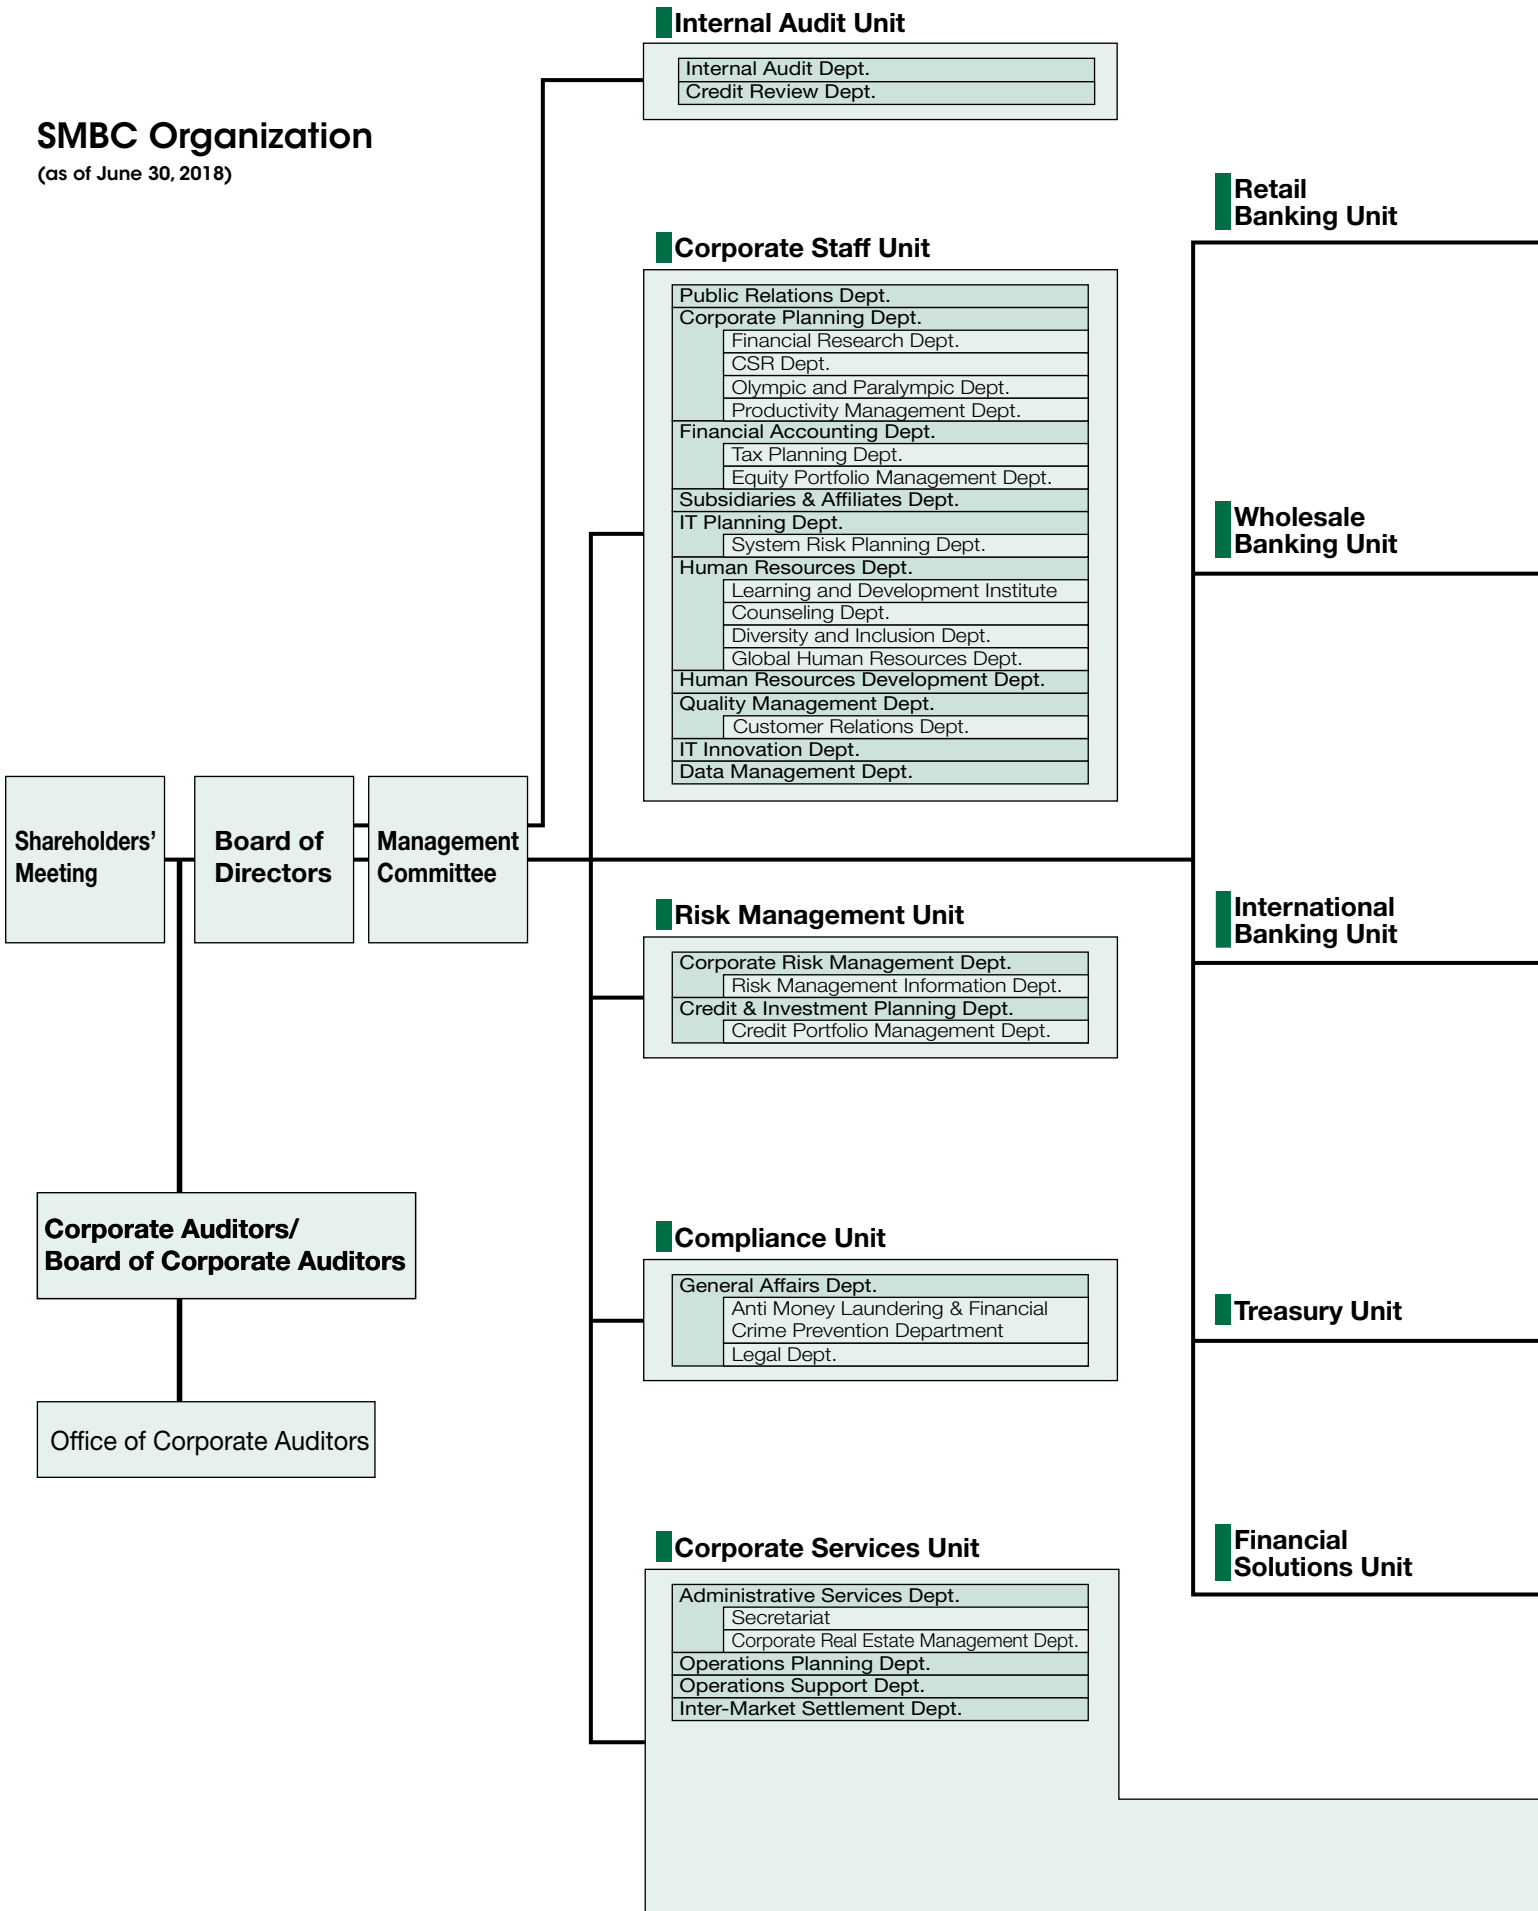 SMBC Organization
(as of June 30, 2018)
Internal Audit Unit
Internal Audit Dept.
Credit Review Dept.
Corporate Staff Unit
Public Relations Dept.
Corporate Planning Dept.
Financial Research Dept.
CSR Dept.
Olympic and Paralympic Dept.
Productivity Management Dept.
Financial Accounting Dept.
Tax Planning Dept.
Equity Portfolio Management Dept.
Subsidiaries & Affiliates Dept.
IT Planning Dept.
System Risk Planning Dept.
Human Resources Dept.
Learning and Development Institute
Counseling Dept.
Diversity and Inclusion Dept.
Global Human Resources Dept.
Human Resources Development Dept.
Quality Management Dept.
Customer Relations Dept.
IT Innovation Dept.
Data Management Dept.
Shareholders'
Meeting
Board of
Directors
Management
Committee
Risk Management Unit
Corporate Risk Management Dept.
Risk Management Information Dept.
Credit & Investment Planning Dept.
Credit Portfolio Management Dept.
Corporate Auditors/
Board of Corporate Auditors
Office of Corporate Auditors
Compliance Unit
General Affairs Dept.
Anti Money Laundering & Financial
Crime Prevention Department
Legal Dept.
Corporate Services Unit
Administrative Services Dept.
Secretariat
Corporate Real Estate Management Dept.
Operations Planning Dept.
Operations Support Dept.
Inter-Market Settlement Dept.
Retail
Banking Unit
Wholesale
Banking Unit
International
Banking Unit
Treasury Unit
Financial
Solutions Unit